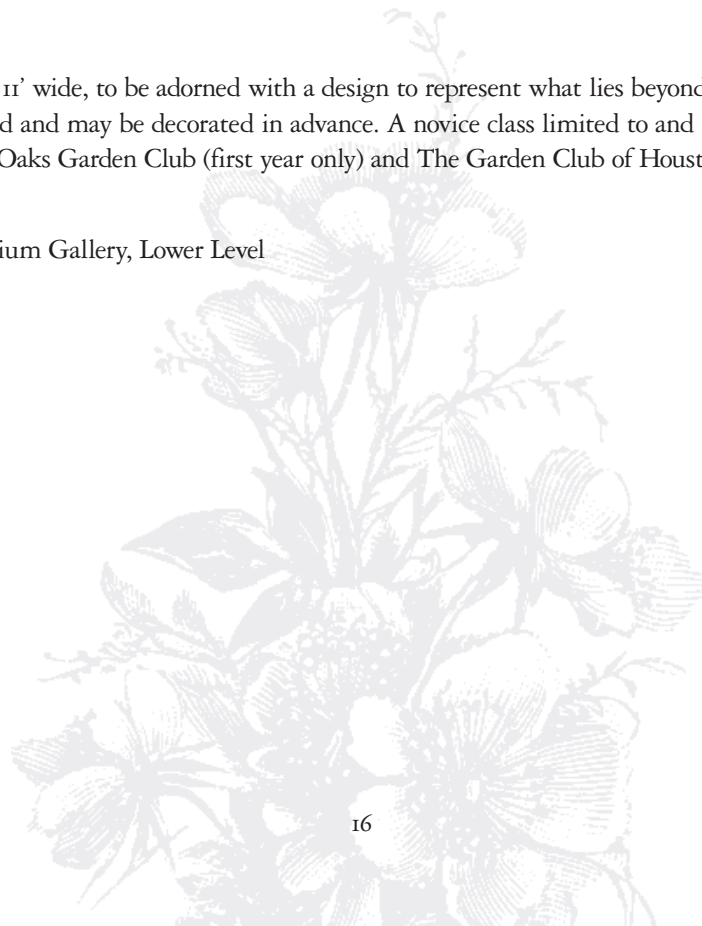 11’ wide, to be adorned with a design to represent what lies beyond
d and may be decorated in advance. A novice class limited to and
Oaks Garden Club (first year only) and The Garden Club of Houst
ium Gallery, Lower Level
16